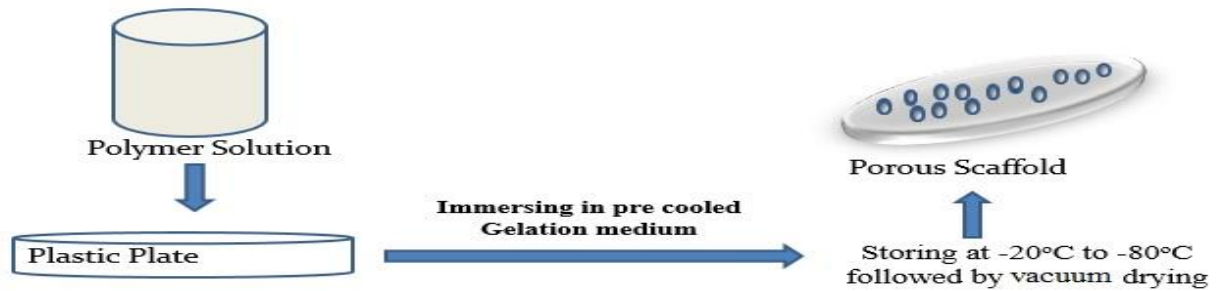 Polymer Solution
Plastic Plate
Immersing in pre cooled
Gelation medium
Storing at -20°C to -80°C
followed by vacuum drying
Porous Scaffold